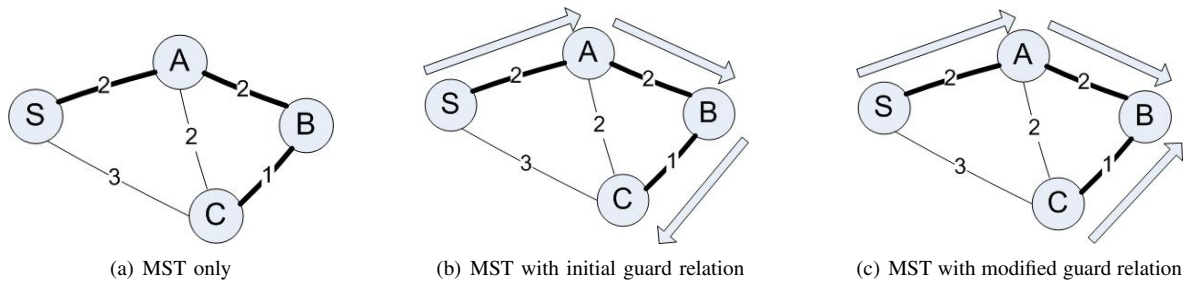 A
2
2
S
B
2
3
1
C
(a) MST only
A
2
2
S
B
2
3
1
C
(b) MST with initial guard relation
A
2
2
S
B
2
3
1
C
(c) MST with modified guard relation